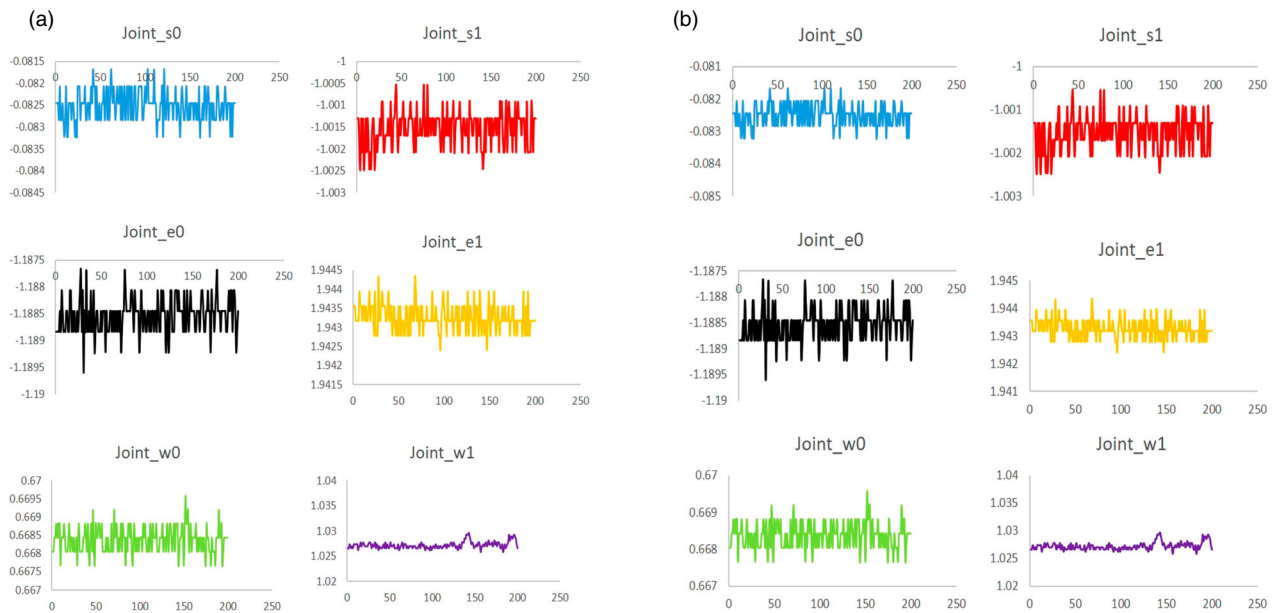 (a)
Joint_s0
-0.0815
-0.082
-0.0825
-0.083
-0.0835
-0.084
-0.0845
0 50 100 150 200 250
Joint_s1
-1
-1.0005
-1.001
-1.0015
-1.002
-1.0025
-1.003
0 50 100 150 200 250
Joint_e0
-1.1875
-1.188
-1.1885
-1.189
-1.1895
-1.19
0 50 100 150 200 250
Joint_e1
1.9445
1.944
1.9435
1.943
1.9425
1.942
1.9415
0 50 100 150 200 250
Joint_w0
0.67
0.6695
0.669
0.6685
0.668
0.6675
0.667
0 50 100 150 200 250
Joint_w1
1.04
1.035
1.03
1.025
1.02
0 50 100 150 200 250
(b)
Joint_s0
-0.081
-0.082
-0.083
-0.084
-0.085
0 50 100 150 200 250
Joint_s1
-1
-1.001
-1.002
-1.003
0 50 100 150 200 250
Joint_e0
-1.1875
-1.188
-1.1885
-1.189
-1.1895
-1.19
0 50 100 150 200 250
Joint_e1
1.945
1.944
1.943
1.942
1.941
0 50 100 150 200 250
Joint_w0
0.67
0.669
0.668
0.667
0 50 100 150 200 250
Joint_w1
1.04
1.035
1.03
1.025
1.02
0 50 100 150 200 250